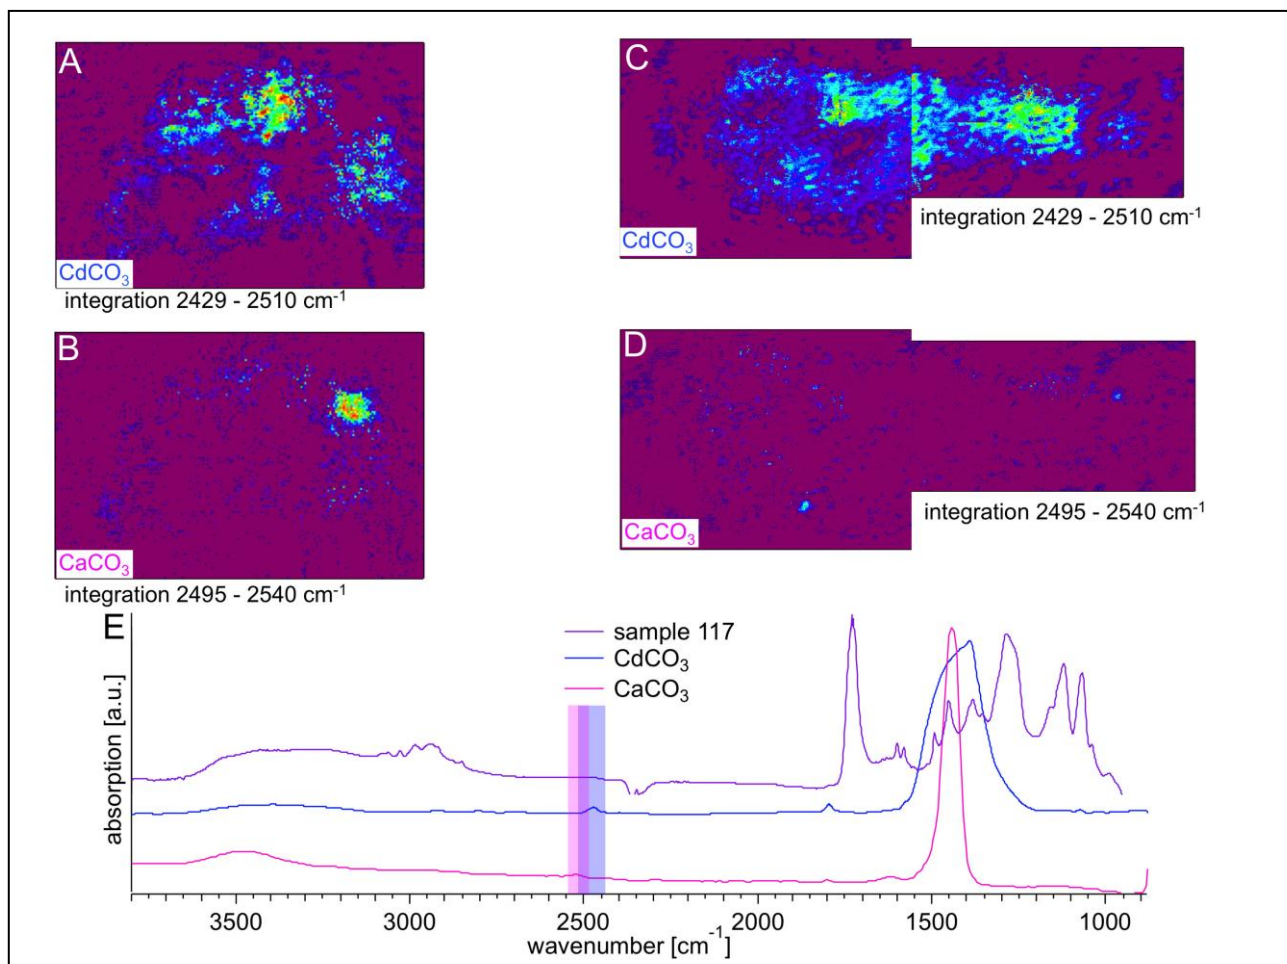 A
C
CdCO₃
integration 2429 - 2510 cm⁻¹
CdCO₃
integration 2429 - 2510 cm⁻¹
B
D
CaCO₃
integration 2495 - 2540 cm⁻¹
CaCO₃
integration 2495 - 2540 cm⁻¹
E
sample 117
CdCO₃
CaCO₃
absorption [a.u.]
3500 3000 2500 2000 1500 1000
wavenumber [cm⁻¹]